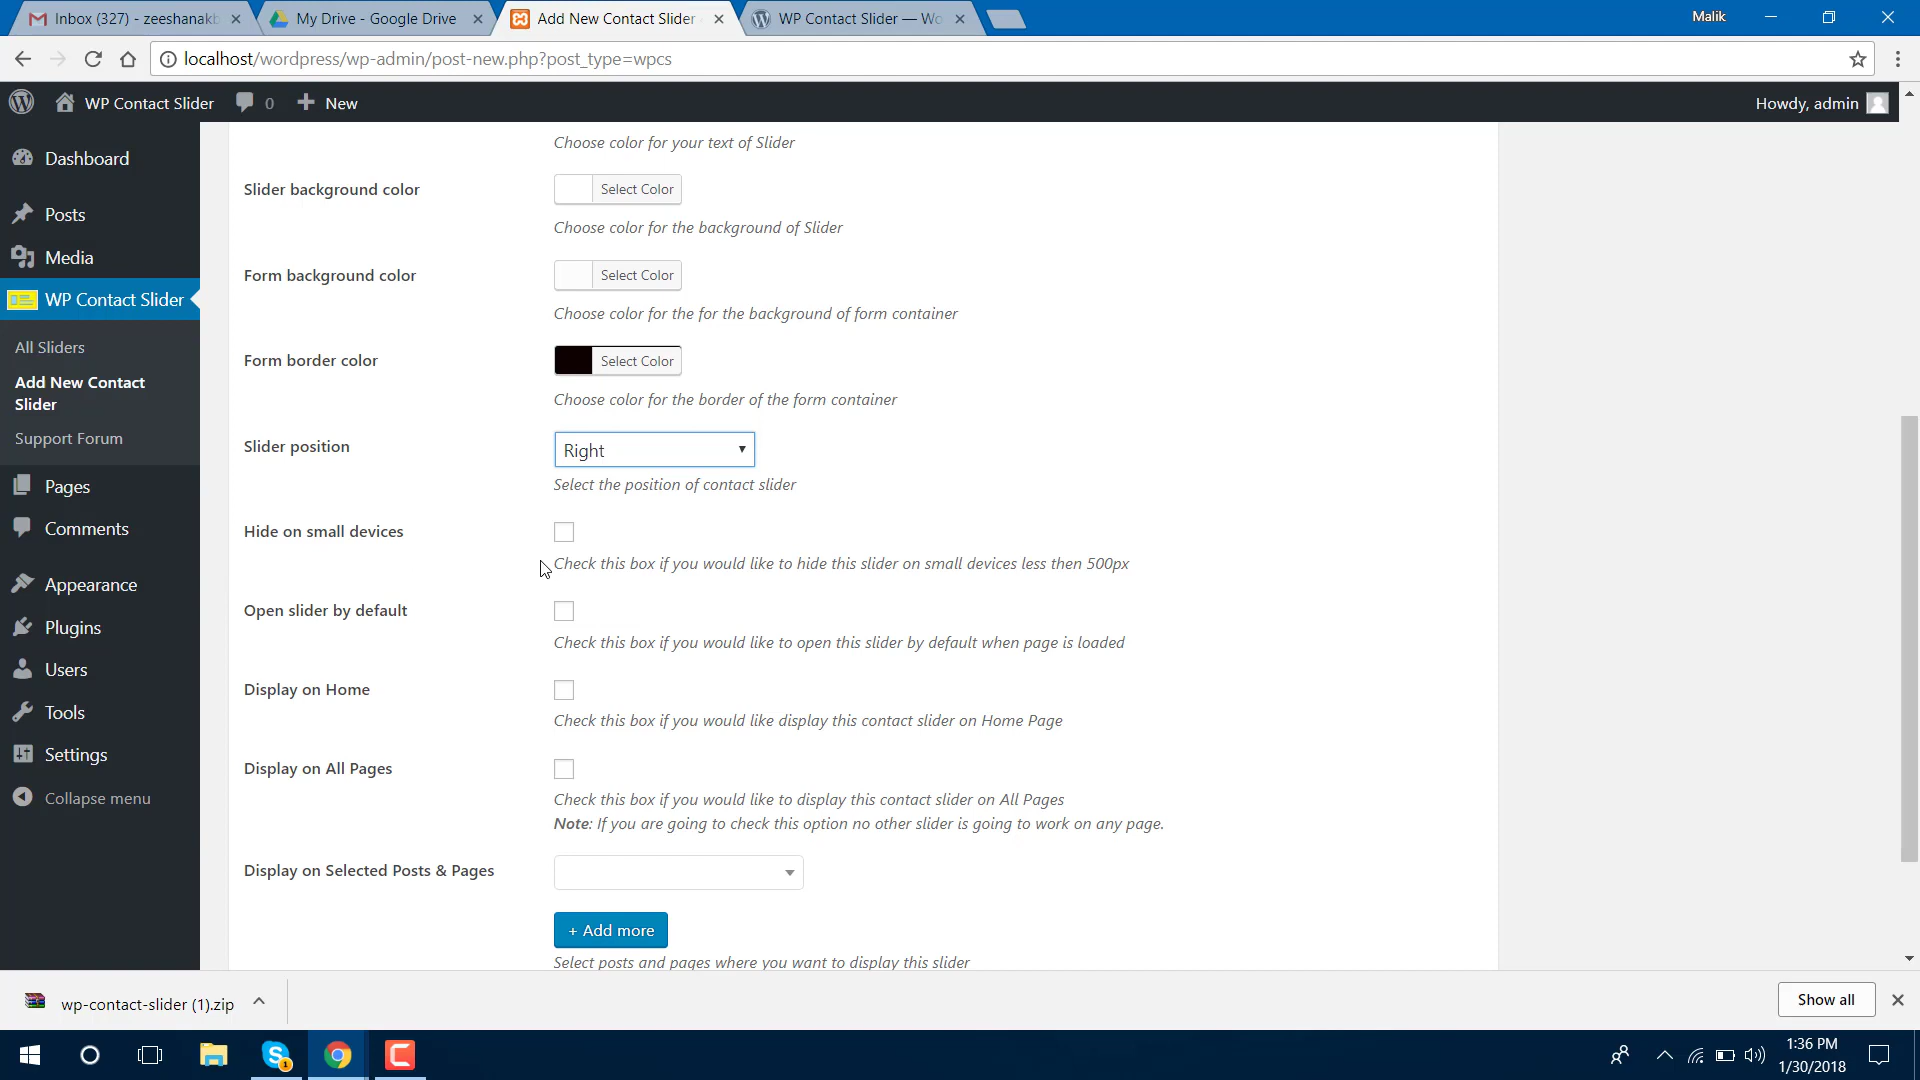 Inbox (327) - zeeshanakb
My Drive - Google Drive
Add New Contact Slider
WP Contact Slider — Wo
Malik
localhost/wordpress/wp-admin/post-new.php?post_type=wpcs
WP Contact Slider
0
New
Howdy, admin
Dashboard
Posts
Media
WP Contact Slider
All Sliders
Add New Contact
Slider
Support Forum
Pages
Comments
Appearance
Plugins
Users
Tools
Settings
Collapse menu
Choose color for your text of Slider
Slider background color
Select Color
Choose color for the background of Slider
Form background color
Select Color
Choose color for the for the background of form container
Form border color
Select Color
Choose color for the border of the form container
Slider position
Right
Select the position of contact slider
Hide on small devices
Check this box if you would like to hide this slider on small devices less then 500px
Open slider by default
Check this box if you would like to open this slider by default when page is loaded
Display on Home
Check this box if you would like display this contact slider on Home Page
Display on All Pages
Check this box if you would like to display this contact slider on All Pages
Note: If you are going to check this option no other slider is going to work on any page.
Display on Selected Posts & Pages
+ Add more
Select posts and pages where you want to display this slider
wp-contact-slider (1).zip
Show all
1
1:36 PM
1/30/2018